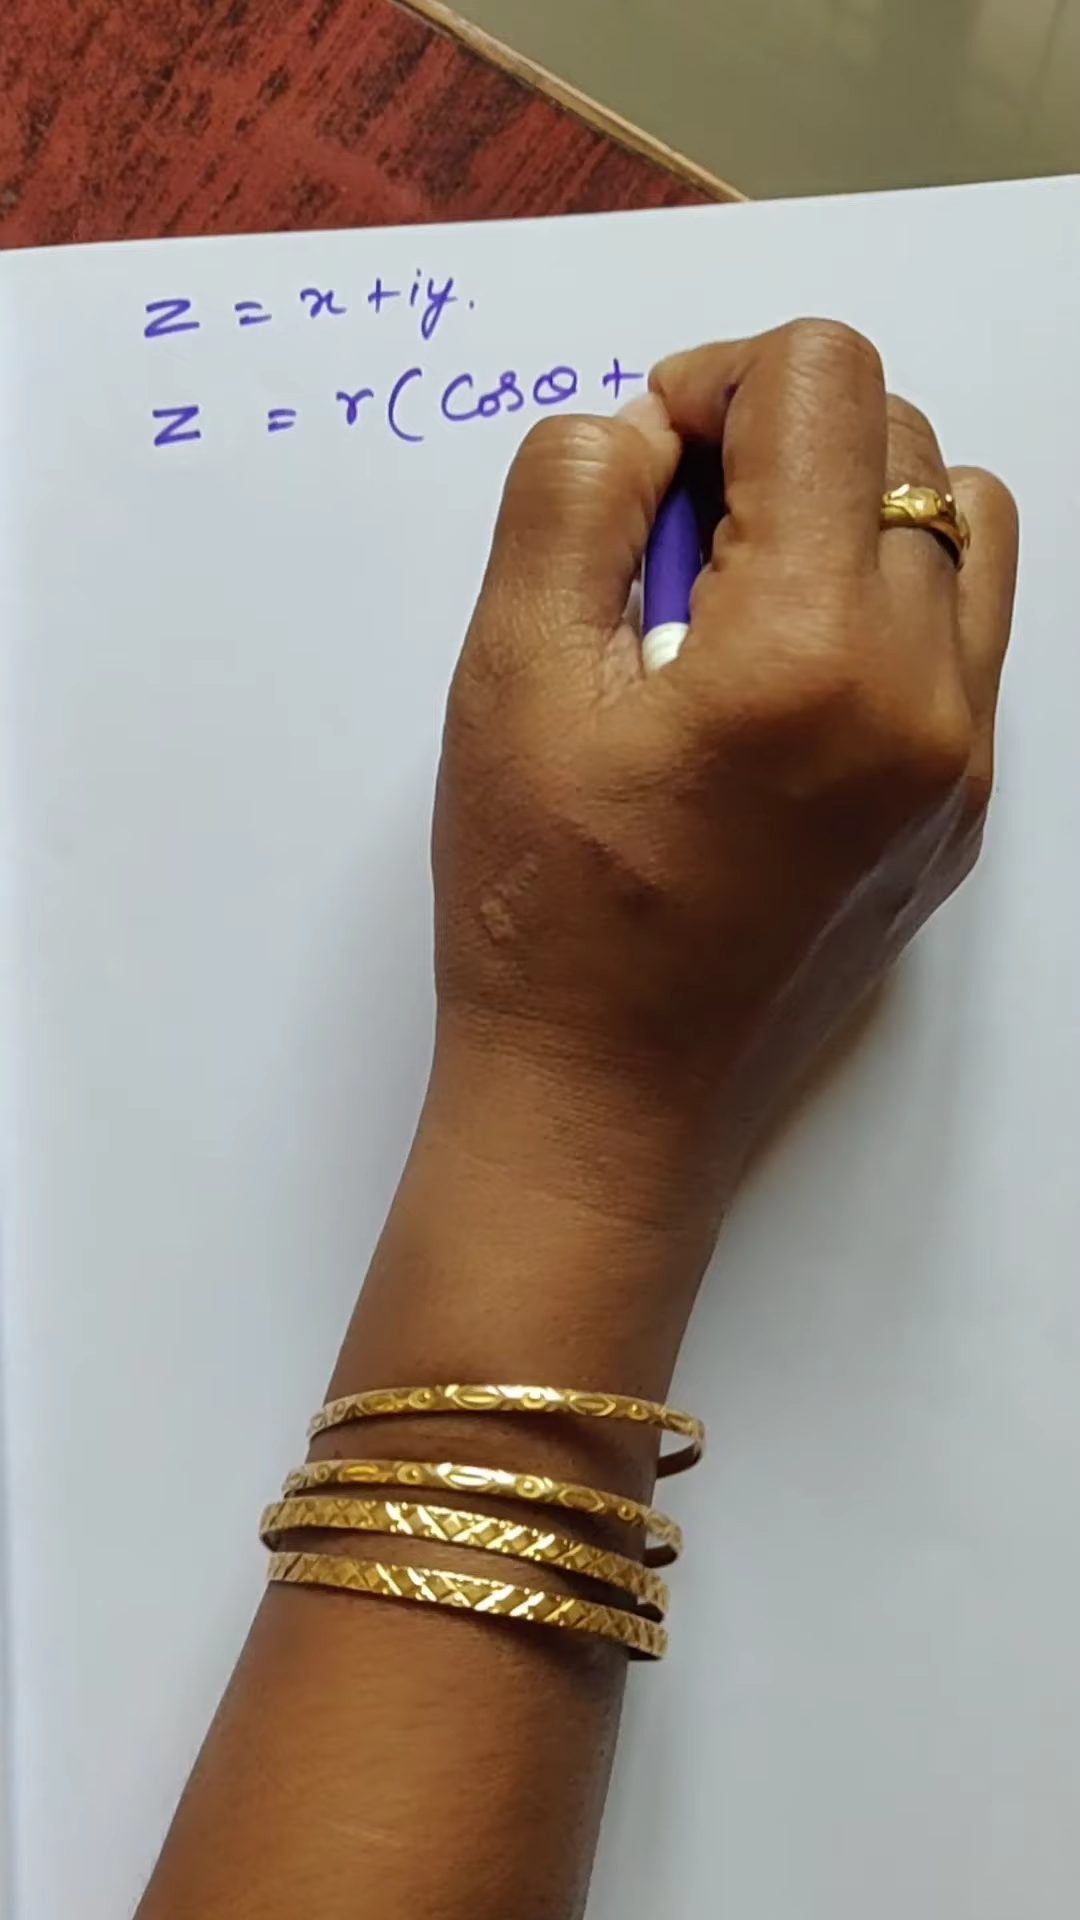 z = x + iy.
z = r( Cosθ +